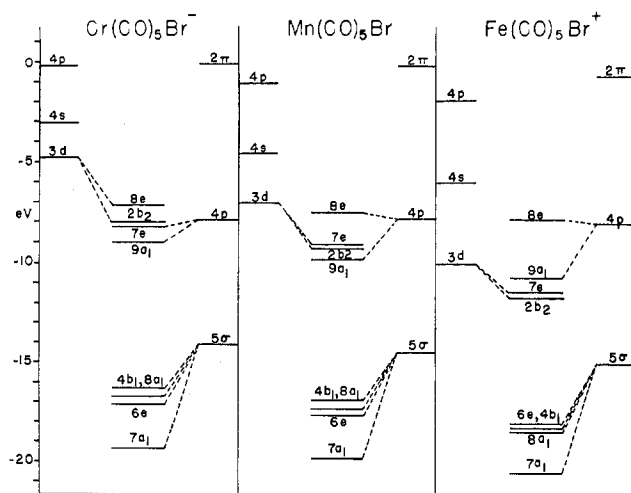 Cr(CO)₅Br⁻ Mn(CO)₅Br Fe(CO)₅Br⁺
0
-5
eV
-10
-15
-20
4p
4s
3d
8e
2b₂
7e
9a₁
4b₁,8a₁
6e
7a₁
2π
4p
5σ
4p
4s
3d
8e
7e
2b2
9a₁
4b₁,8a₁
6e
7a₁
2π
4p
5σ
4p
4s
3d
8e
9a₁
7e
2b₂
6e,4b₁
8a₁
7a₁
2π
4p
5σ